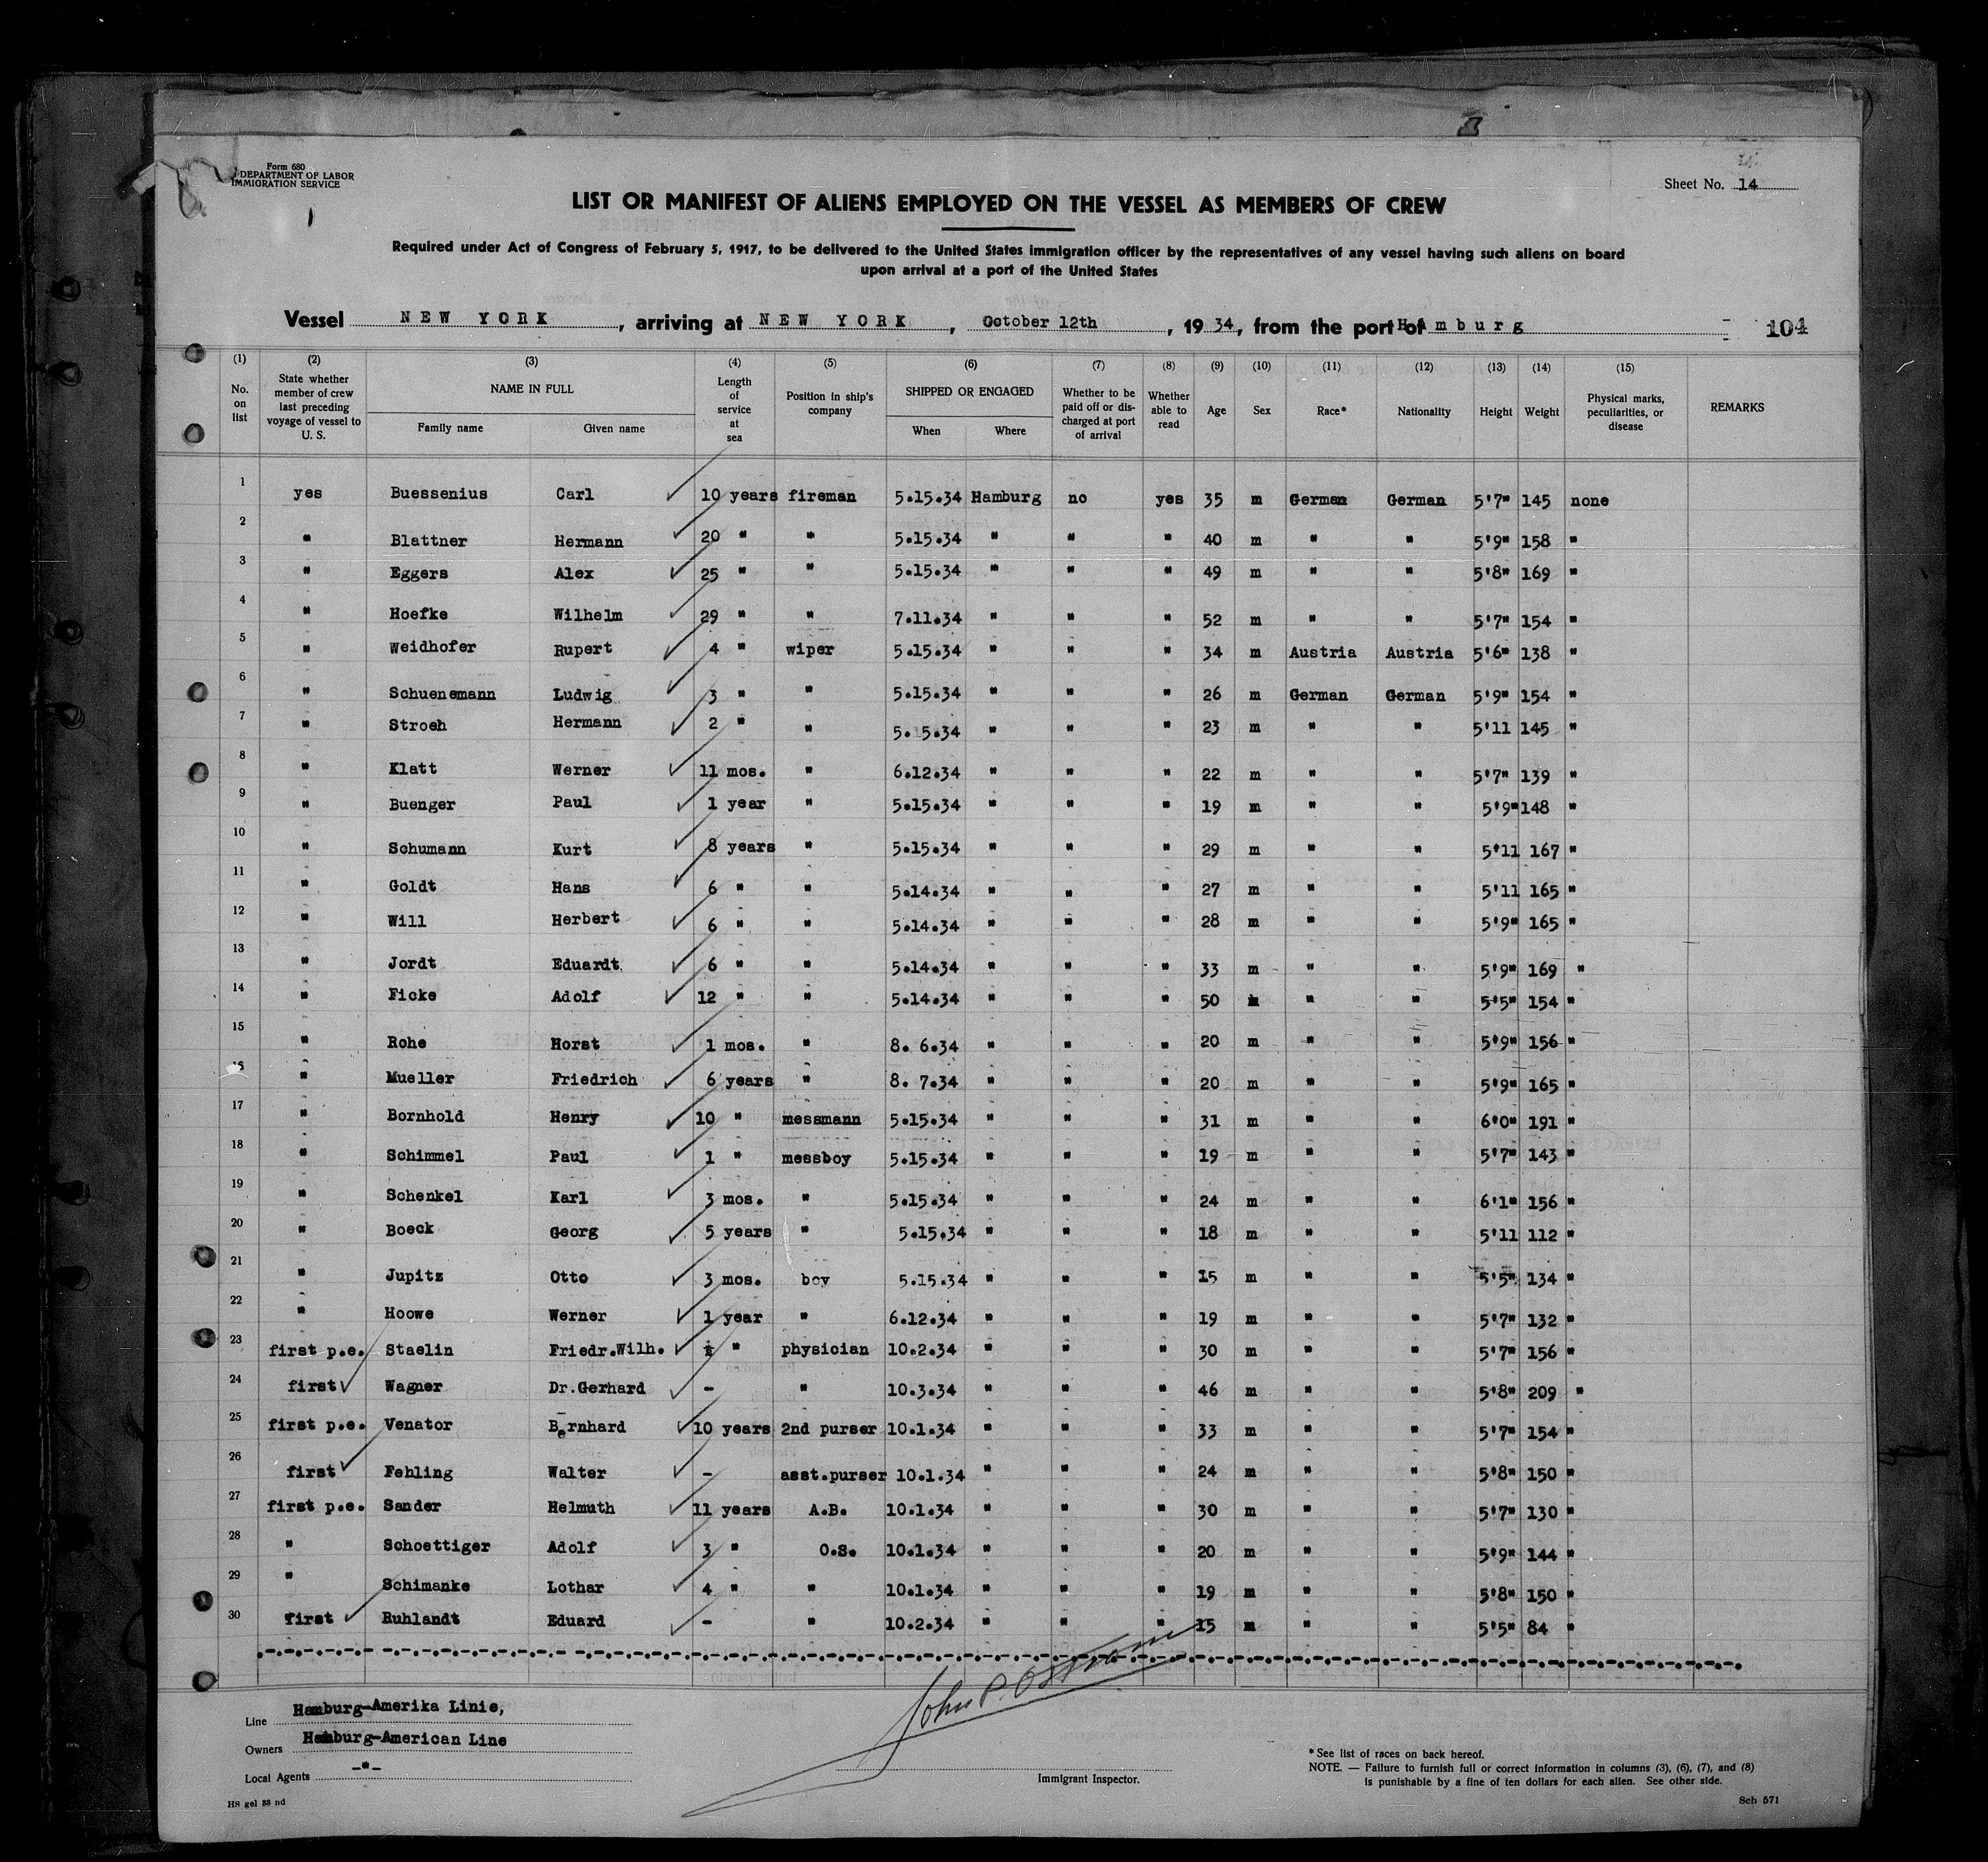 Form 680
DEPARTMENT OF LABOR
IMMIGRATION SERVICE
Sheet No. 14
LIST OR MANIFEST OF ALIENS EMPLOYED ON THE VESSEL AS MEMBERS OF CREW
Required under Act of Congress of February 5, 1917, to be delivered to the United States immigration officer by the representatives of any vessel having such aliens on board
upon arrival at a port of the United States
Vessel NEW YORK, arriving at NEW YORK, October 12th, 1934, from the port of Hamburg 104
(1) (2) (3) (4) (5) (6) (7) (8) (9) (10) (11) (12) (13) (14) (15)
No. on list State whether member of crew last preceding voyage of vessel to U. S. NAME IN FULL Family name Given name Length of service at sea Position in ship's company SHIPPED OR ENGAGED When Where Whether to be paid off or discharged at port of arrival Whether able to read Age Sex Race* Nationality Height Weight Physical marks, peculiarities, or disease REMARKS
1 yes Buessenius Carl 10 years fireman 5.15.34 Hamburg no yes 35 m German German 5'7" 145 none
2 " Blattner Hermann 20 " " 5.15.34 " " " 40 m " " 5'9" 158 "
3 " Eggers Alex 25 " " 5.15.34 " " " 49 m " " 5'8" 169 "
4 " Hoefke Wilhelm 29 " " 7.11.34 " " " 52 m " " 5'7" 154 "
5 " Weidhofer Rupert 4 " wiper 5.15.34 " " " 34 m Austria Austria 5'6" 138 "
6 " Schuenemann Ludwig 3 " " 5.15.34 " " " 26 m German German 5'9" 154 "
7 " Stroeh Hermann 2 " " 5. 5.34 " " " 23 m " " 5'11 145 "
8 " Klatt Werner 11 mos. " 6.12.34 " " " 22 m " " 5'7" 139 "
9 " Buenger Paul 1 year " 5.15.34 " " " 19 m " " 5'9" 148 "
10 " Schumann Kurt 8 years " 5.15.34 " " " 29 m " " 5'11 167 "
11 " Goldt Hans 6 " " 5.14.34 " " " 27 m " " 5'11 165 "
12 " Will Herbert 6 " " 5.14.34 " " " 28 m " " 5'9" 165 "
13 " Jordt Eduardt 6 " " 5.14.34 " " " 33 m " " 5'9" 169 "
14 " Ficke Adolf 12 " " 5.14.34 " " " 50 m " " 5'5" 154 "
15 " Rohe Horst 1 mos. " 8. 6.34 " " " 20 m " " 5'9" 156 "
16 " Mueller Friedrich 6 years " 8. 7.34 " " " 20 m " " 5'9" 165 "
17 " Bornhold Henry 10 " messmann 5.15.34 " " " 31 m " " 6'0" 191 "
18 " Schimmel Paul 1 " messboy 5.15.34 " " " 19 m " " 5'7" 143 "
19 " Schenkel Karl 3 mos. " 5.15.34 " " " 24 m " " 6'1" 156 "
20 " Boeck Georg 5 years " 5.15.34 " " " 18 m " " 5'11 112 "
21 " Jupitz Otto 3 mos. boy 5.15.34 " " " 15 m " " 5'5" 134 "
22 " Hoowe Werner 1 year " 6.12.34 " " " 19 m " " 5'7" 132 "
23 first p.e. Staelin Friedr.Wilh. ½ " physician 10.2.34 " " " 30 m " " 5'7" 156 "
24 first Wagner Dr.Gerhard - " 10.3.34 " " " 46 m " " 5'8" 209 "
25 first p.e. Venator Bernhard 10 years 2nd purser 10.1.34 " " " 33 m " " 5'7" 154 "
26 first Fehling Walter - asst.purser 10.1.34 " " " 24 m " " 5'8" 150 "
27 first p.e. Sander Helmuth 11 years A.B. 10.1.34 " " " 30 m " " 5'7" 130 "
28 " Schoettiger Adolf 3 " O.S. 10.1.34 " " " 20 m " " 5'9" 144 "
29 " Schimanke Lothar 4 " " 10.1.34 " " " 19 m " " 5'8" 150 "
30 first Ruhlandt Eduard - " 10.2.34 " " " 15 m " " 5'5" 84 "
Line Hamburg-Amerika Linie,
Owners Hamburg-American Line
Local Agents -"-
John P.
Immigrant Inspector.
*See list of races on back hereof.
NOTE. — Failure to furnish full or correct information in columns (3), (6), (7), and (8)
is punishable by a fine of ten dollars for each alien. See other side.
HS gel 88 nd
Sch 571